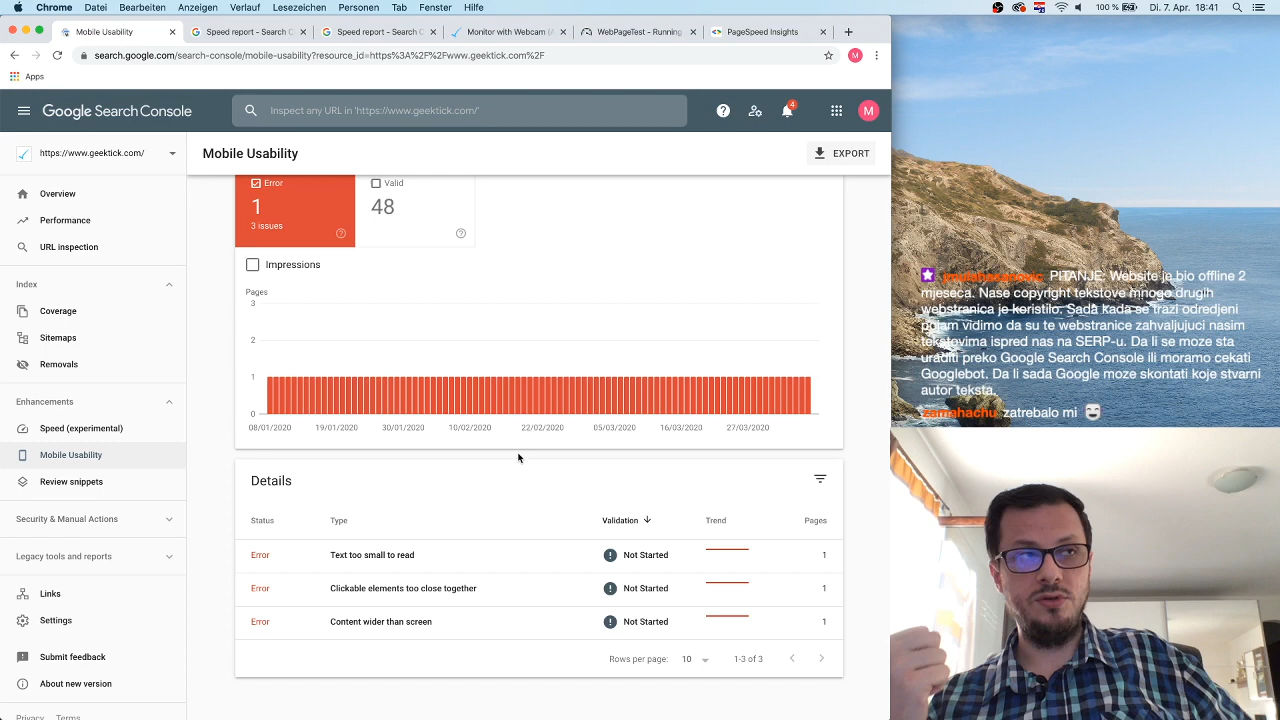 Chrome Datei Bearbeiten Anzeigen Verlauf Lesezeichen Personen Tab Fenster Hilfe
100 % Di. 7. Apr. 18:41
Mobile Usability
Speed report - Search C
Speed report - Search C
Monitor with Webcam (A
WebPageTest - Running
PageSpeed Insights
search.google.com/search-console/mobile-usability?resource_id=https%3A%2F%2Fwww.geektick.com%2F
M
Apps
Google Search Console
Inspect any URL in 'https://www.geektick.com/'
4
M
https://www.geektick.com/
Mobile Usability
EXPORT
Overview
Performance
URL inspection
Index
Coverage
Sitemaps
Removals
Enhancements
Speed (experimental)
Mobile Usability
Review snippets
Security & Manual Actions
Legacy tools and reports
Links
Settings
Submit feedback
About new version
Privacy Terms
Error
1
3 issues
Valid
48
Impressions
Pages
3
2
1
0
08/01/2020 19/01/2020 30/01/2020 10/02/2020 22/02/2020 05/03/2020 16/03/2020 27/03/2020
Details
Status Type Validation Trend Pages
Error Text too small to read Not Started 1
Error Clickable elements too close together Not Started 1
Error Content wider than screen Not Started 1
Rows per page: 10 1-3 of 3
PITANJE: Website je bio offline 2
mjeseca. Nase copyright tekstove mnogo drugih
webstranica je koristilo. Sada kada se trazi odredjeni
pojam vidimo da su te webstranice zahvaljujuci nasim
tekstovima ispred nas na SERP-u. Da li se moze sta
uraditi preko Google Search Console ili moramo cekati
Googlebot. Da li sada Google moze skontati koje stvarni
autor teksta.
zatrebalo mi